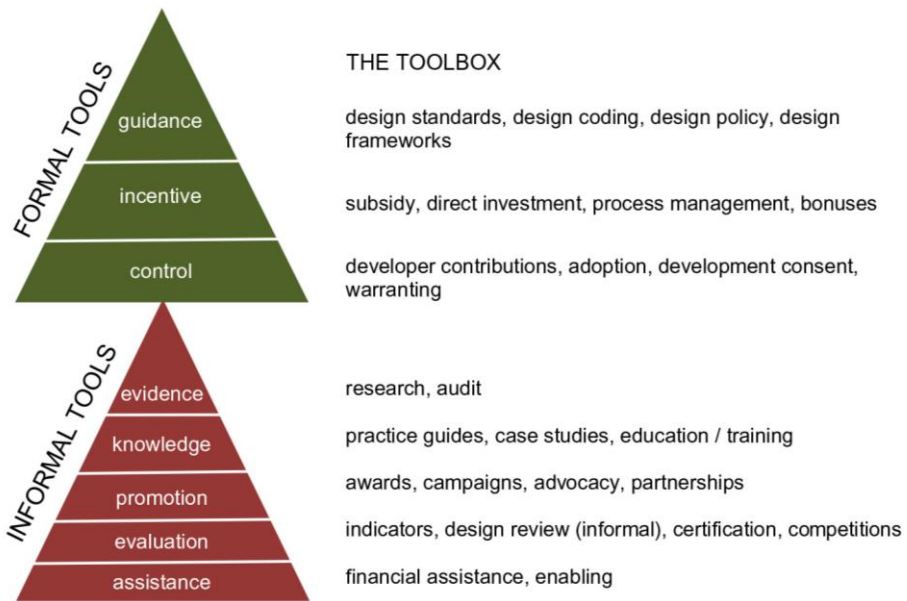 THE TOOLBOX
FORMAL TOOLS
guidance
design standards, design coding, design policy, design
frameworks
incentive
subsidy, direct investment, process management, bonuses
control
developer contributions, adoption, development consent,
warranting
INFORMAL TOOLS
evidence
research, audit
knowledge
practice guides, case studies, education / training
promotion
awards, campaigns, advocacy, partnerships
evaluation
indicators, design review (informal), certification, competitions
assistance
financial assistance, enabling